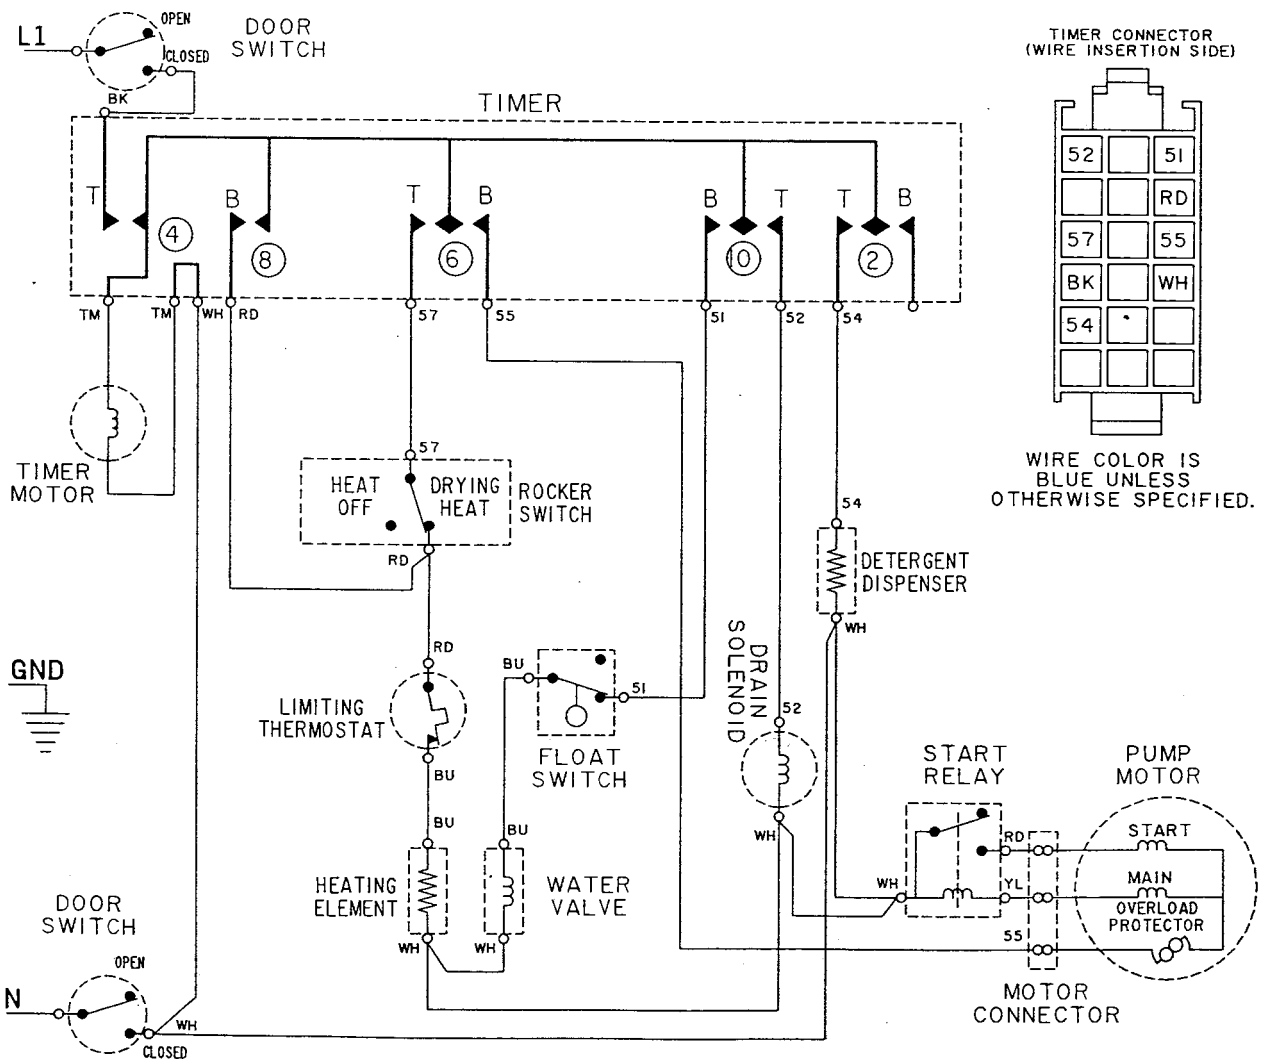 L1
OPEN
CLOSED
DOOR
SWITCH
BK
TIMER
TIMER CONNECTOR
(WIRE INSERTION SIDE)
52
51
RD
57
55
BK
WH
54
WIRE COLOR IS
BLUE UNLESS
OTHERWISE SPECIFIED.
T
4
B
8
T
B
6
B
T
10
T
B
2
TM
TM
WH
RD
57
55
51
52
54
TIMER
MOTOR
57
HEAT
OFF
DRYING
HEAT
ROCKER
SWITCH
RD
54
DETERGENT
DISPENSER
WH
GND
RD
LIMITING
THERMOSTAT
BU
BU
51
FLOAT
SWITCH
DRAIN
SOLENOID
52
WH
START
RELAY
PUMP
MOTOR
BU
BU
HEATING
ELEMENT
WATER
VALVE
WH
WH
WH
RD
YL
55
START
MAIN
OVERLOAD
PROTECTOR
MOTOR
CONNECTOR
DOOR
SWITCH
N
OPEN
WH
CLOSED